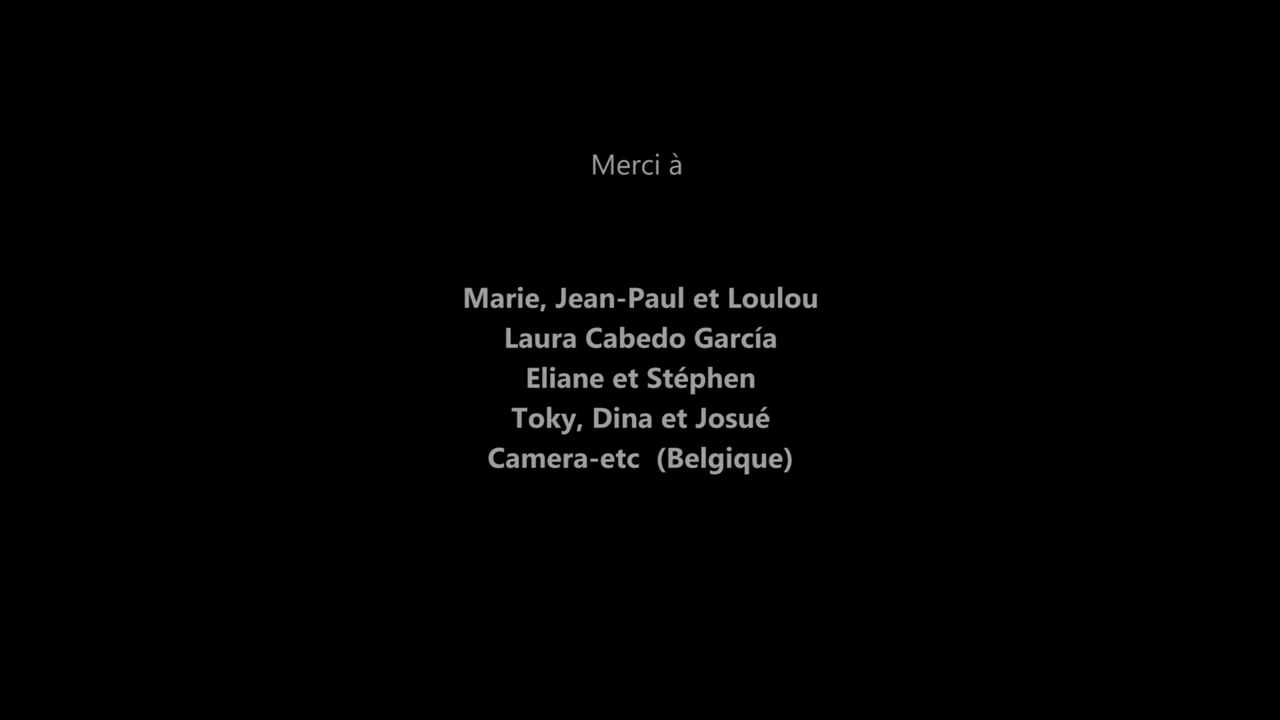 Merci à
Marie, Jean-Paul et Loulou
Laura Cabedo García
Eliane et Stéphen
Toky, Dina et Josué
Camera-etc  (Belgique)